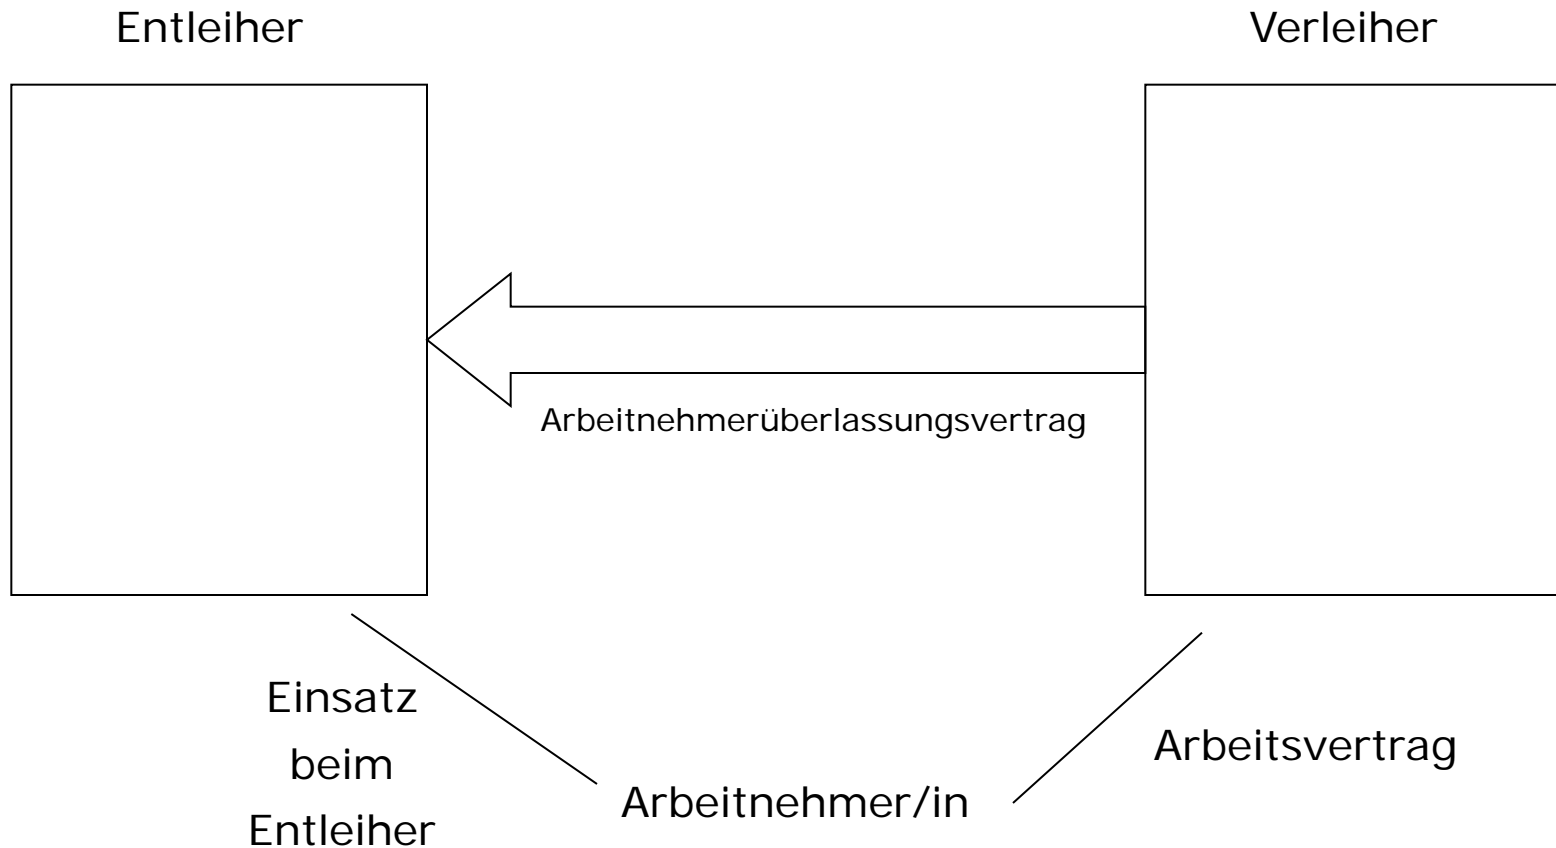 Entleiher
Verleiher
Arbeitnehmerüberlassungsvertrag
Einsatz
beim
Entleiher
Arbeitnehmer/in
Arbeitsvertrag